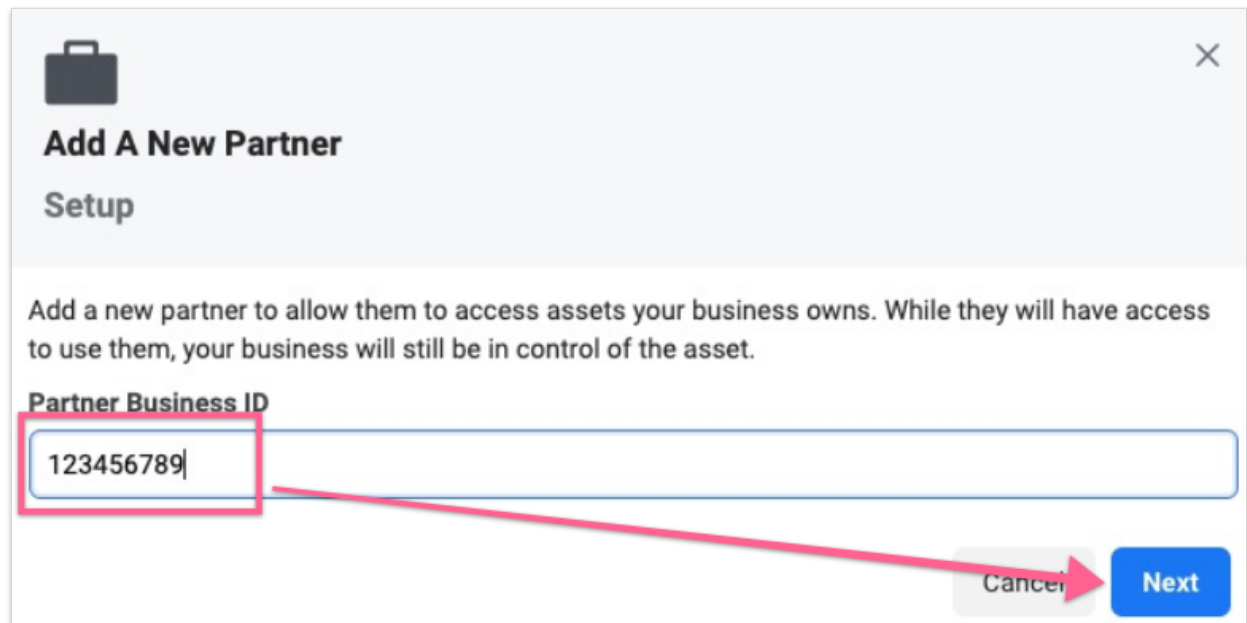 Add A New Partner
Setup
Add a new partner to allow them to access assets your business owns. While they will have access
to use them, your business will still be in control of the asset.
Partner Business ID
123456789
Cancel
Next